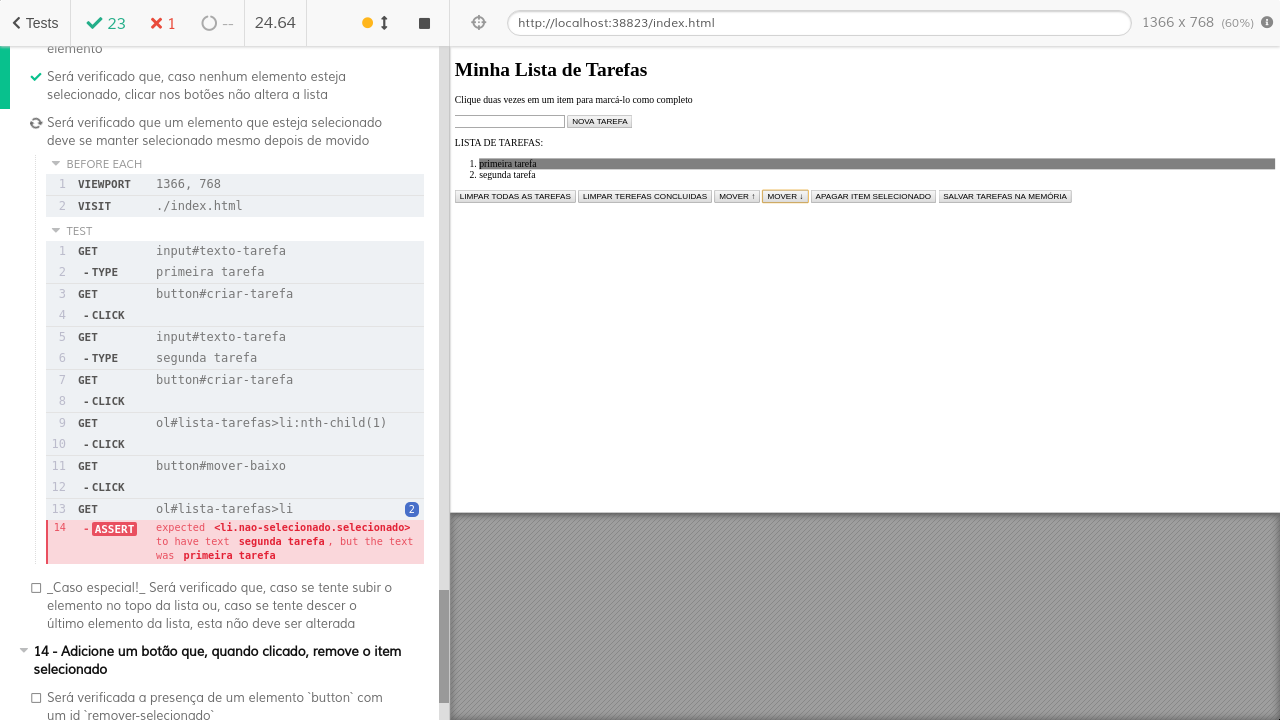 Tests
23
1
--
24.64
http://localhost:38823/index.html
1366 x 768 (60%)
elemento
Será verificado que, caso nenhum elemento esteja
selecionado, clicar nos botões não altera a lista
Será verificado que um elemento que esteja selecionado
deve se manter selecionado mesmo depois de movido
BEFORE EACH
1 VIEWPORT 1366, 768
2 VISIT ./index.html
TEST
1 GET input#texto-tarefa
2 - TYPE primeira tarefa
3 GET button#criar-tarefa
4 - CLICK
5 GET input#texto-tarefa
6 - TYPE segunda tarefa
7 GET button#criar-tarefa
8 - CLICK
9 GET ol#lista-tarefas>li:nth-child(1)
10 - CLICK
11 GET button#mover-baixo
12 - CLICK
13 GET ol#lista-tarefas>li 2
14 - ASSERT expected <li.nao-selecionado.selecionado>
to have text segunda tarefa, but the text
was primeira tarefa
_Caso especial!_ Será verificado que, caso se tente subir o
elemento no topo da lista ou, caso se tente descer o
último elemento da lista, esta não deve ser alterada
14 - Adicione um botão que, quando clicado, remove o item
selecionado
Será verificada a presença de um elemento `button` com
um id `remover-selecionado`
Minha Lista de Tarefas
Clique duas vezes em um item para marcá-lo como completo
NOVA TAREFA
LISTA DE TAREFAS:
1. primeira tarefa
2. segunda tarefa
LIMPAR TODAS AS TAREFAS LIMPAR TEREFAS CONCLUIDAS MOVER ↑ MOVER ↓ APAGAR ITEM SELECIONADO SALVAR TAREFAS NA MEMÓRIA